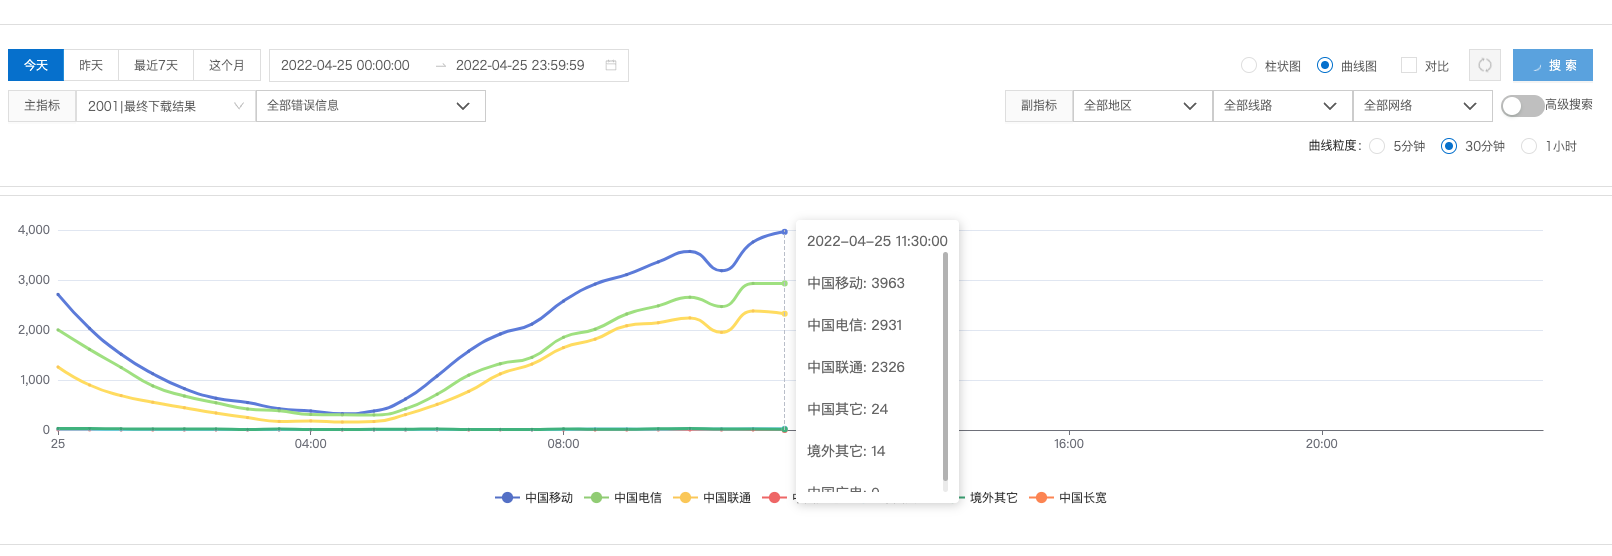 今天 昨天 最近7天 这个月 2022-04-25 00:00:00 → 2022-04-25 23:59:59 柱状图 曲线图 对比 搜 索
主指标 2001|最终下载结果 全部错误信息 副指标 全部地区 全部线路 全部网络 高级搜索
曲线粒度: 5分钟 30分钟 1小时
4,000
3,000
2,000
1,000
0
25 04:00 08:00 16:00 20:00
2022-04-25 11:30:00
中国移动: 3963
中国电信: 2931
中国联通: 2326
中国其它: 24
境外其它: 14
中国移动 中国电信 中国联通 境外其它 中国长宽